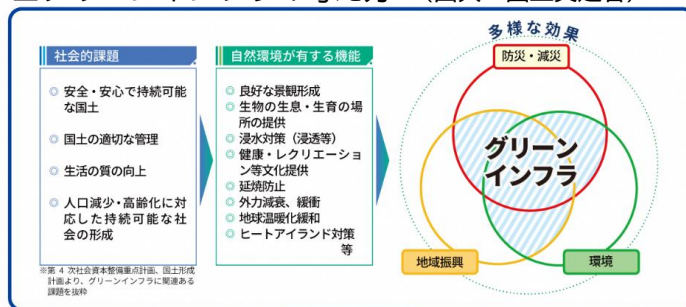 社会的課題
◎ 安全・安心で持続可能
な国土
◎ 国土の適切な管理
◎ 生活の質の向上
◎ 人口減少・高齢化に対
応した持続可能な社
会の形成
※第 4 次社会資本整備重点計画、国土形成
計画より、グリーンインフラに関連ある
課題を抜粋
自然環境が有する機能
◎ 良好な景観形成
◎ 生物の生息・生育の場
所の提供
◎ 浸水対策（浸透等）
◎ 健康・レクリエーショ
ン等文化提供
◎ 延焼防止
◎ 外力減衰、緩衝
◎ 地球温暖化緩和
◎ ヒートアイランド対策
等
多様な効果
防災・減災
グリーン
インフラ
地域振興
環境